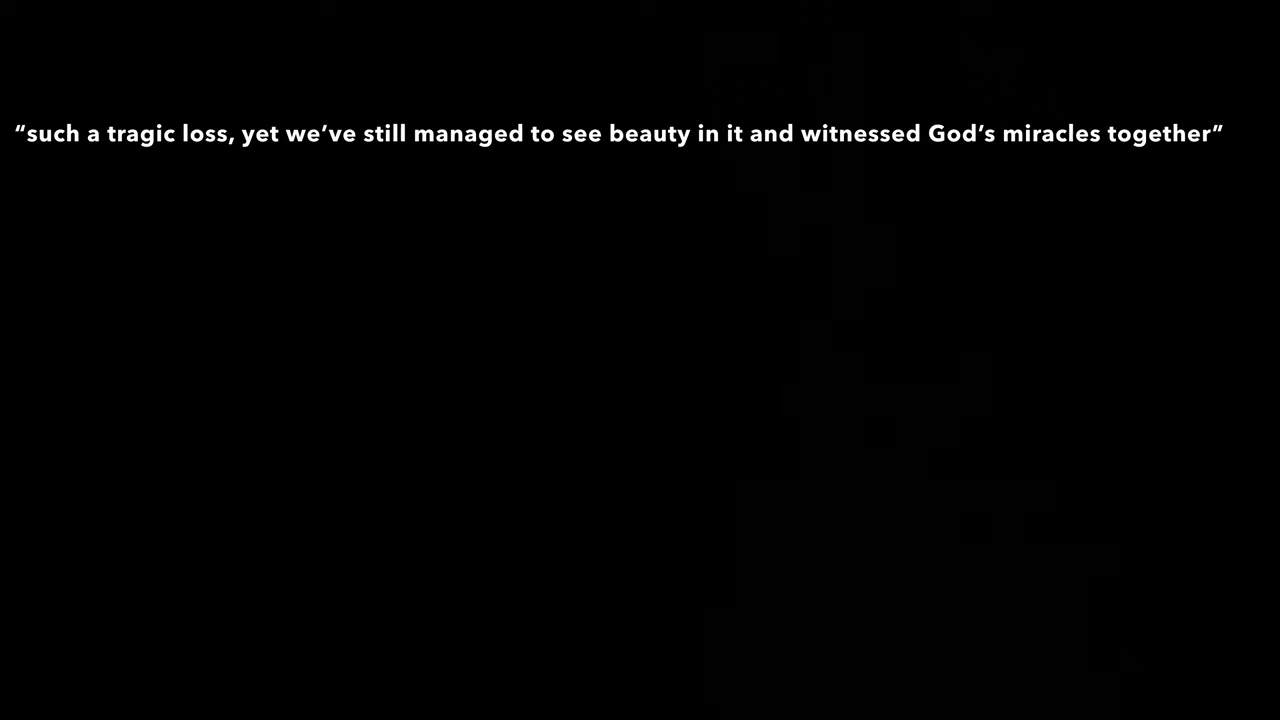 “such a tragic loss, yet we’ve still managed to see beauty in it and witnessed God’s miracles together”